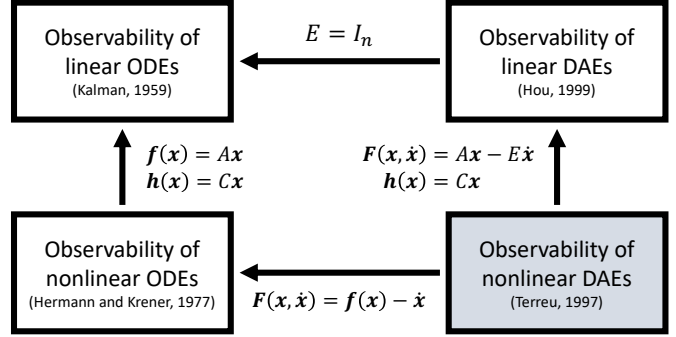 Observability of
linear ODEs
(Kalman, 1959)
E = Iₙ
Observability of
linear DAEs
(Hou, 1999)
f(x) = Ax
h(x) = Cx
F(x, ẋ) = Ax − Eẋ
h(x) = Cx
Observability of
nonlinear ODEs
(Hermann and Krener, 1977)
F(x, ẋ) = f(x) − ẋ
Observability of
nonlinear DAEs
(Terreu, 1997)